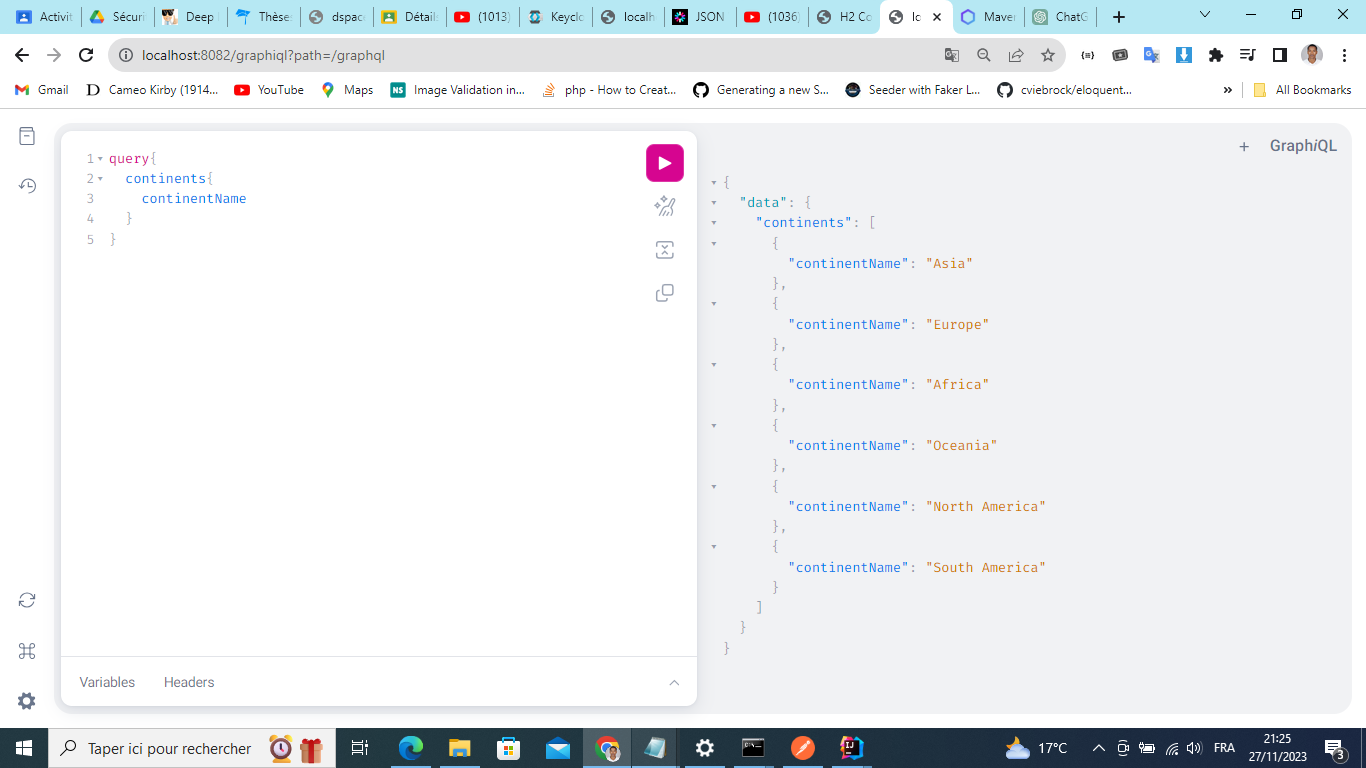 Activit
Sécuri
Deep
Thèse
dspac
Détails
(1013)
Keyclo
localh
JSON
(1036)
H2 Co
Maver
ChatG
localhost:8082/graphiql?path=/graphql
Gmail
Cameo Kirby (1914...
YouTube
Maps
NS
Image Validation in...
php - How to Creat...
Generating a new S...
Seeder with Faker L...
cviebrock/eloquent...
»
All Bookmarks
GraphiQL
1 query{
2 continents{
3 continentName
4 }
5 }
{
"data": {
"continents": [
{
"continentName": "Asia"
},
{
"continentName": "Europe"
},
{
"continentName": "Africa"
},
{
"continentName": "Oceania"
},
{
"continentName": "North America"
},
{
"continentName": "South America"
}
]
}
}
Variables
Headers
Taper ici pour rechercher
17°C
FRA
21:25
27/11/2023
3